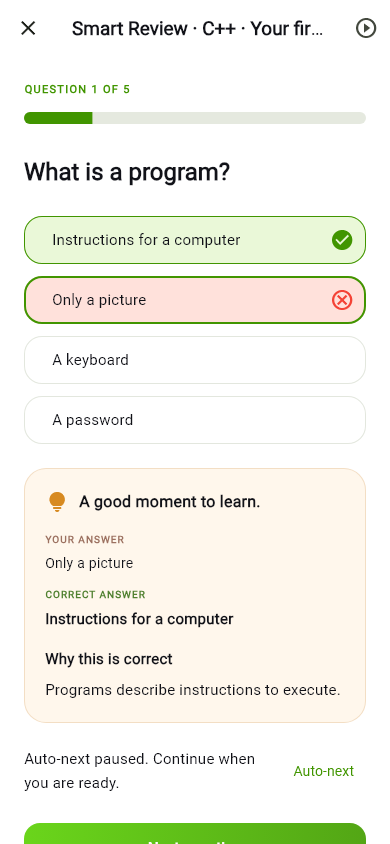 Smart Review · C++ · Your fir...
QUESTION 1 OF 5
What is a program?
Instructions for a computer
Only a picture
A keyboard
A password
A good moment to learn.
YOUR ANSWER
Only a picture
CORRECT ANSWER
Instructions for a computer
Why this is correct
Programs describe instructions to execute.
Auto-next paused. Continue when
you are ready.
Auto-next